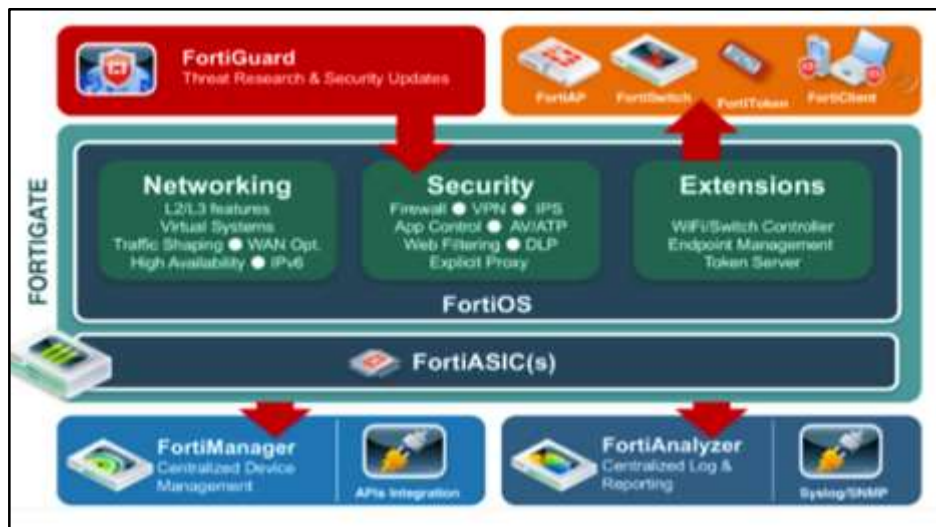 FortiGuard
Threat Research & Security Updates
FortiAP
FortiSwitch
FortiToken
FortiClient
FORTIGATE
Networking
L2/L3 features
Virtual Systems
Traffic Shaping ● WAN Opt.
High Availability ● IPv6
Security
Firewall ● VPN ● IPS
App Control ● AV/ATP
Web Filtering ● DLP
Explicit Proxy
Extensions
WiFi/Switch Controller
Endpoint Management
Token Server
FortiOS
FortiASIC(s)
FortiManager
Centralized Device
Management
APIs Integration
FortiAnalyzer
Centralized Log &
Reporting
Syslog/SNMP